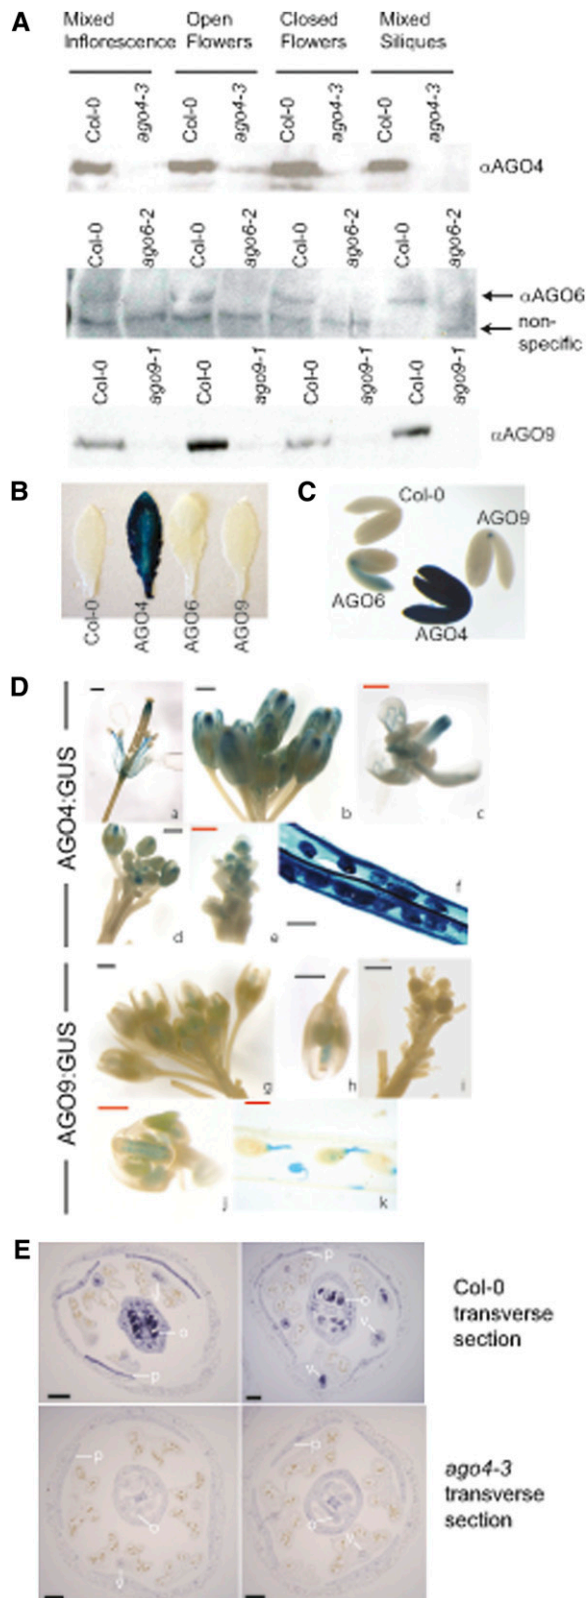 A
Mixed Inflorescence
Open Flowers
Closed Flowers
Mixed Siliques
Col-0 ago4-3 Col-0 ago4-3 Col-0 ago4-3 Col-0 ago4-3
αAGO4
Col-0 ago6-2 Col-0 ago6-2 Col-0 ago6-2 Col-0 ago6-2
αAGO6
non-
specific
Col-0 ago9-1 Col-0 ago9-1 Col-0 ago9-1 Col-0 ago9-1
αAGO9
B
Col-0 AGO4 AGO6 AGO9
C
Col-0
AGO9
AGO6
AGO4
D
AGO4:GUS
a
b
c
d
e
f
AGO9:GUS
g
h
i
j
k
E
p
o
v
p
p
o
v
v
Col-0
transverse
section
p
o
v
p
o
v
ago4-3
transverse
section